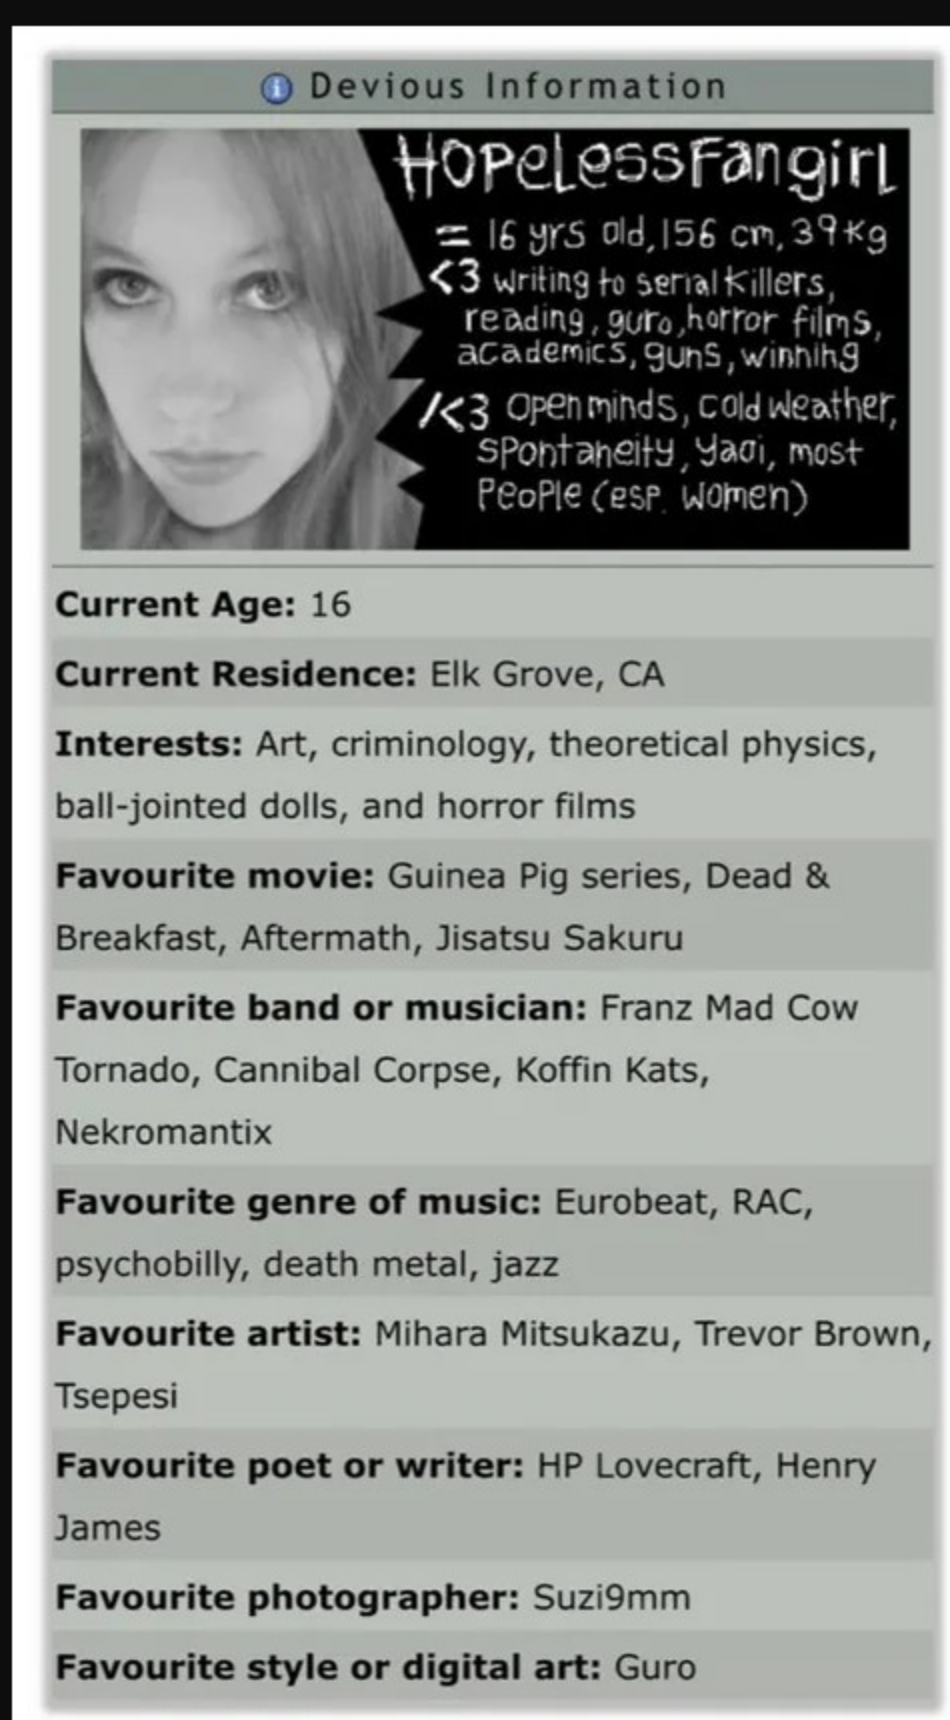 Devious Information
HOPelessFangirl
= 16 yrs old, 156 cm, 39kg
<3 writing to serial killers,
reading, guro, horror films,
academics, guns, winning
/<3 open minds, cold weather,
spontaneity, yaoi, most
people (esp. women)
Current Age: 16
Current Residence: Elk Grove, CA
Interests: Art, criminology, theoretical physics,
ball-jointed dolls, and horror films
Favourite movie: Guinea Pig series, Dead &
Breakfast, Aftermath, Jisatsu Sakuru
Favourite band or musician: Franz Mad Cow
Tornado, Cannibal Corpse, Koffin Kats,
Nekromantix
Favourite genre of music: Eurobeat, RAC,
psychobilly, death metal, jazz
Favourite artist: Mihara Mitsukazu, Trevor Brown,
Tsepesi
Favourite poet or writer: HP Lovecraft, Henry
James
Favourite photographer: Suzi9mm
Favourite style or digital art: Guro